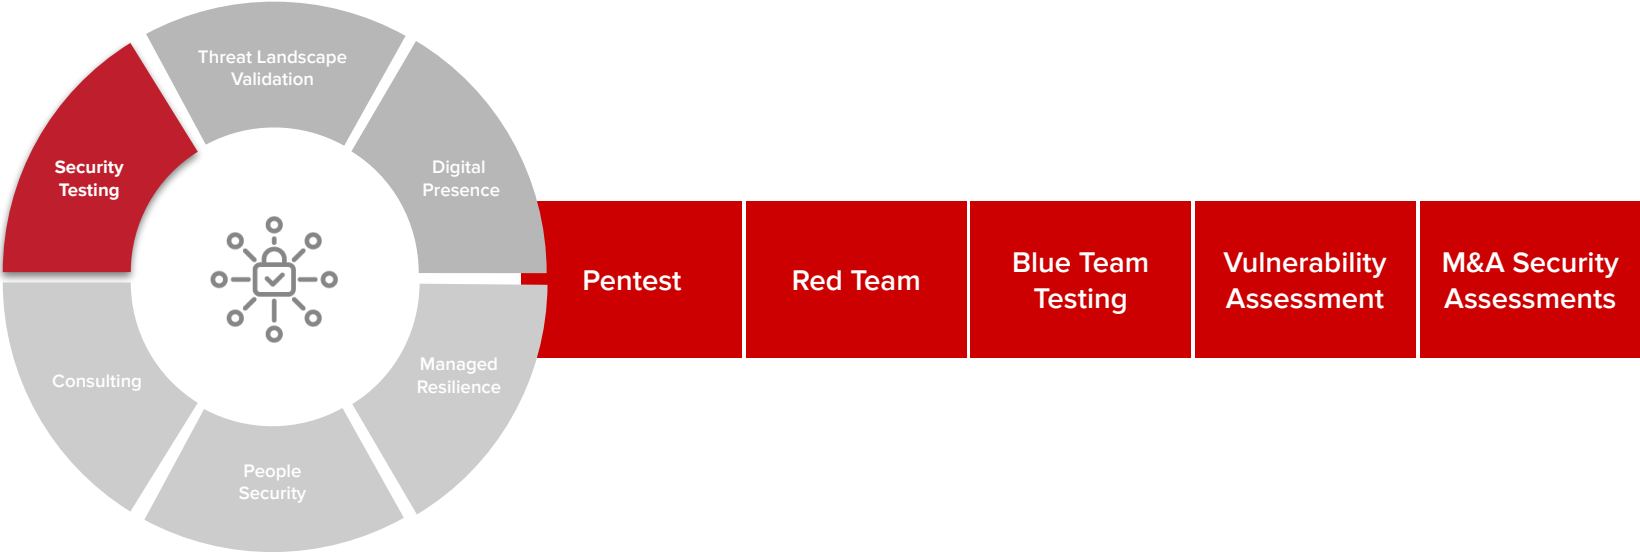 Threat Landscape
Validation
Security
Testing
Digital
Presence
Consulting
Managed
Resilience
People
Security
Pentest
Red Team
Blue Team
Testing
Vulnerability
Assessment
M&A Security
Assessments